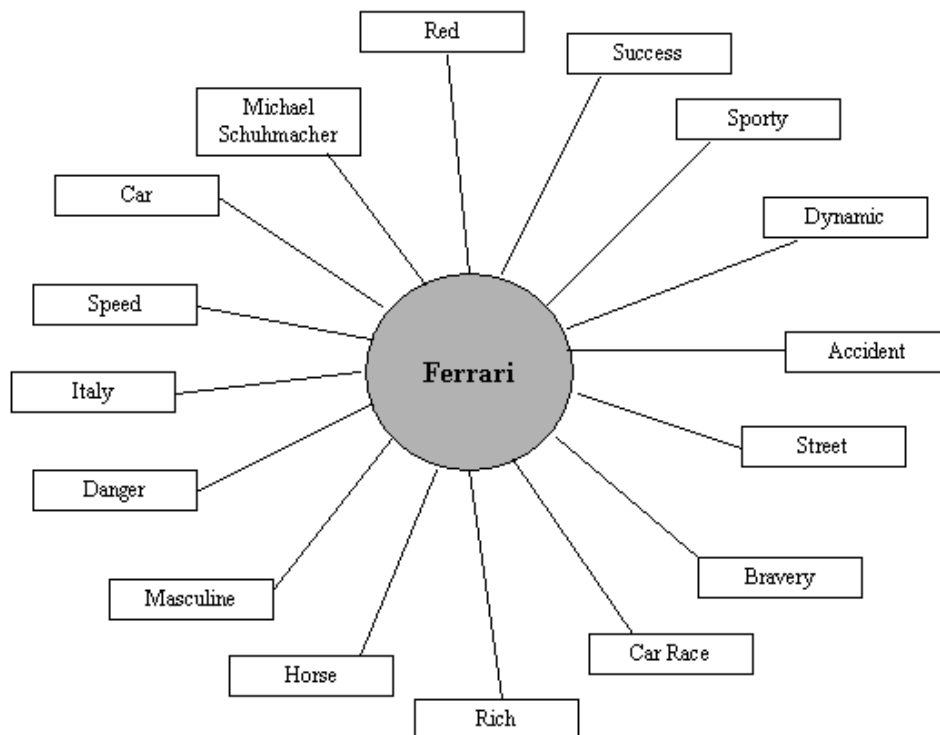 Red
Success
Michael
Schuhmacher
Sporty
Car
Dynamic
Speed
Accident
Ferrari
Italy
Street
Danger
Bravery
Masculine
Car Race
Horse
Rich